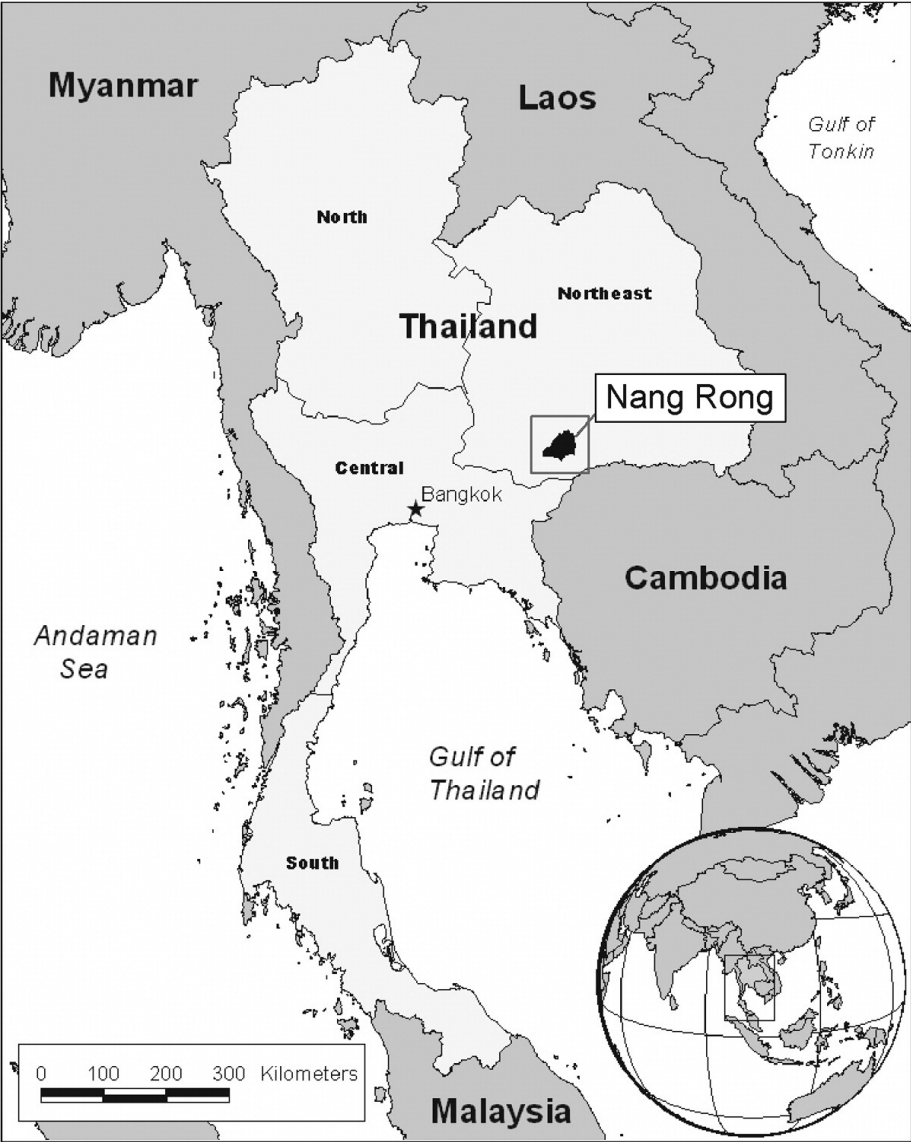 Myanmar
Laos
Gulf of
Tonkin
North
Northeast
Thailand
Nang Rong
Central
Bangkok
Cambodia
Andaman
Sea
Gulf of
Thailand
South
0 100 200 300 Kilometers
Malaysia